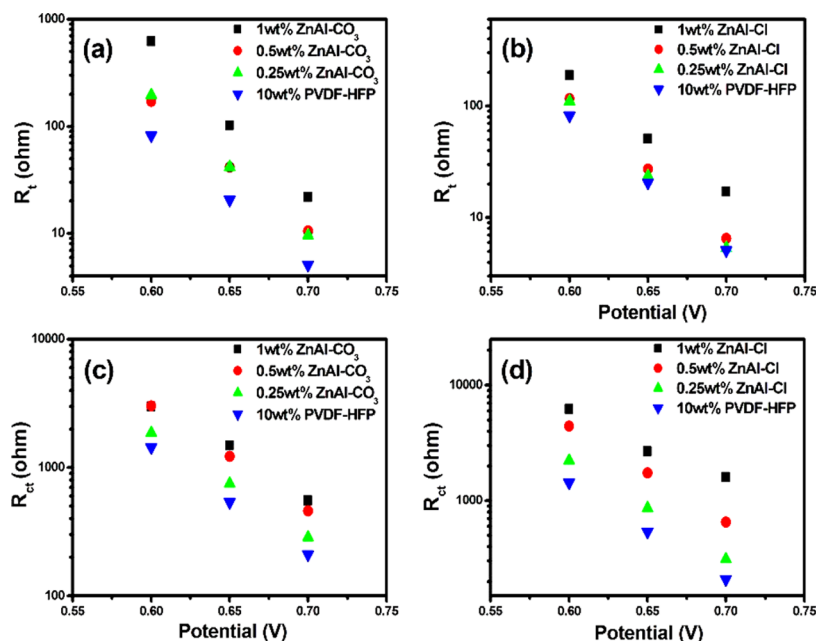 (a)
1wt% ZnAl-CO3
0.5wt% ZnAl-CO3
0.25wt% ZnAl-CO3
10wt% PVDF-HFP
1000
100
10
Rt (ohm)
0.55 0.60 0.65 0.70 0.75
(b)
1wt% ZnAl-Cl
0.5wt% ZnAl-Cl
0.25wt% ZnAl-Cl
10wt% PVDF-HFP
100
10
Rt (ohm)
0.55 0.60 0.65 0.70 0.75
Potential (V)
(c)
1wt% ZnAl-CO3
0.5wt% ZnAl-CO3
0.25wt% ZnAl-CO3
10wt% PVDF-HFP
10000
1000
100
Rct (ohm)
0.55 0.60 0.65 0.70 0.75
Potential (V)
(d)
1wt% ZnAl-Cl
0.5wt% ZnAl-Cl
0.25wt% ZnAl-Cl
10wt% PVDF-HFP
10000
1000
Rct (ohm)
0.55 0.60 0.65 0.70 0.75
Potential (V)